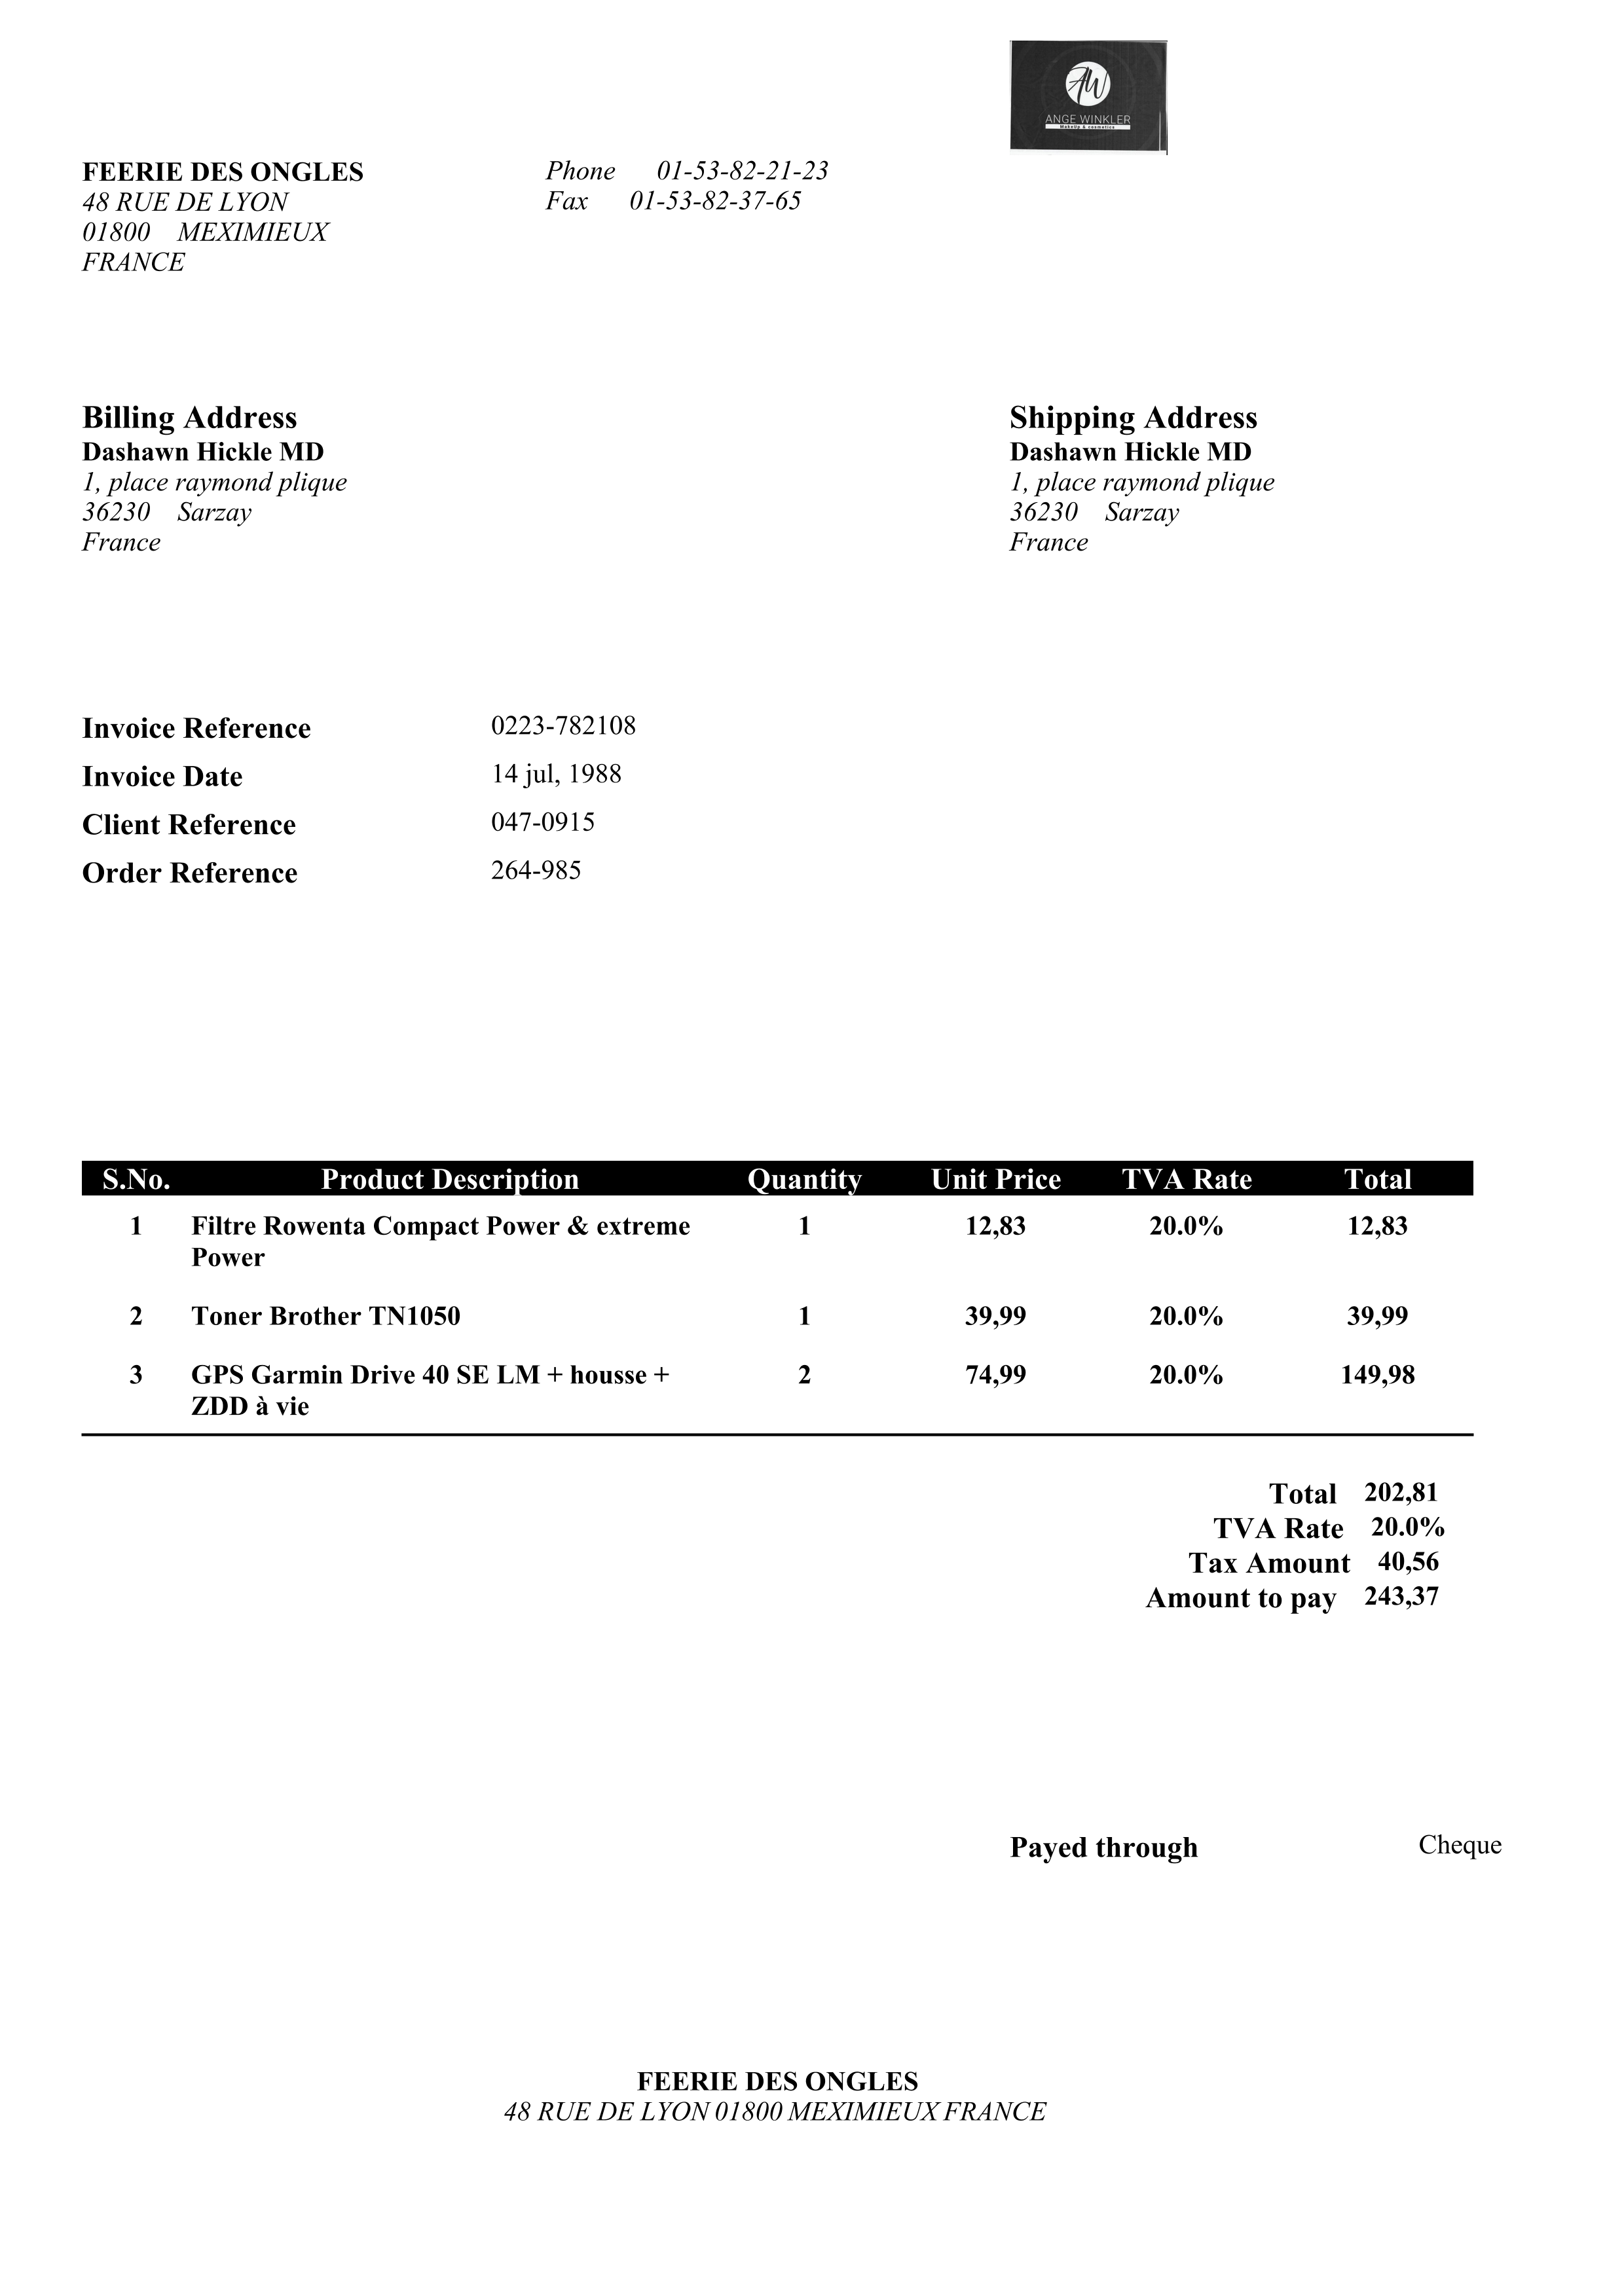 AW
ANGE WINKLER
MakeUp & cosmetics
FEERIE DES ONGLES
48 RUE DE LYON
01800 MEXIMIEUX
FRANCE
Phone 01-53-82-21-23
Fax 01-53-82-37-65
Billing Address
Dashawn Hickle MD
1, place raymond plique
36230 Sarzay
France
Shipping Address
Dashawn Hickle MD
1, place raymond plique
36230 Sarzay
France
Invoice Reference 0223-782108
Invoice Date 14 jul, 1988
Client Reference 047-0915
Order Reference 264-985
S.No. Product Description Quantity Unit Price TVA Rate Total
1 Filtre Rowenta Compact Power & extreme 1 12,83 20.0% 12,83
Power
2 Toner Brother TN1050 1 39,99 20.0% 39,99
3 GPS Garmin Drive 40 SE LM + housse + 2 74,99 20.0% 149,98
ZDD à vie
Total 202,81
TVA Rate 20.0%
Tax Amount 40,56
Amount to pay 243,37
Payed through Cheque
FEERIE DES ONGLES
48 RUE DE LYON 01800 MEXIMIEUX FRANCE